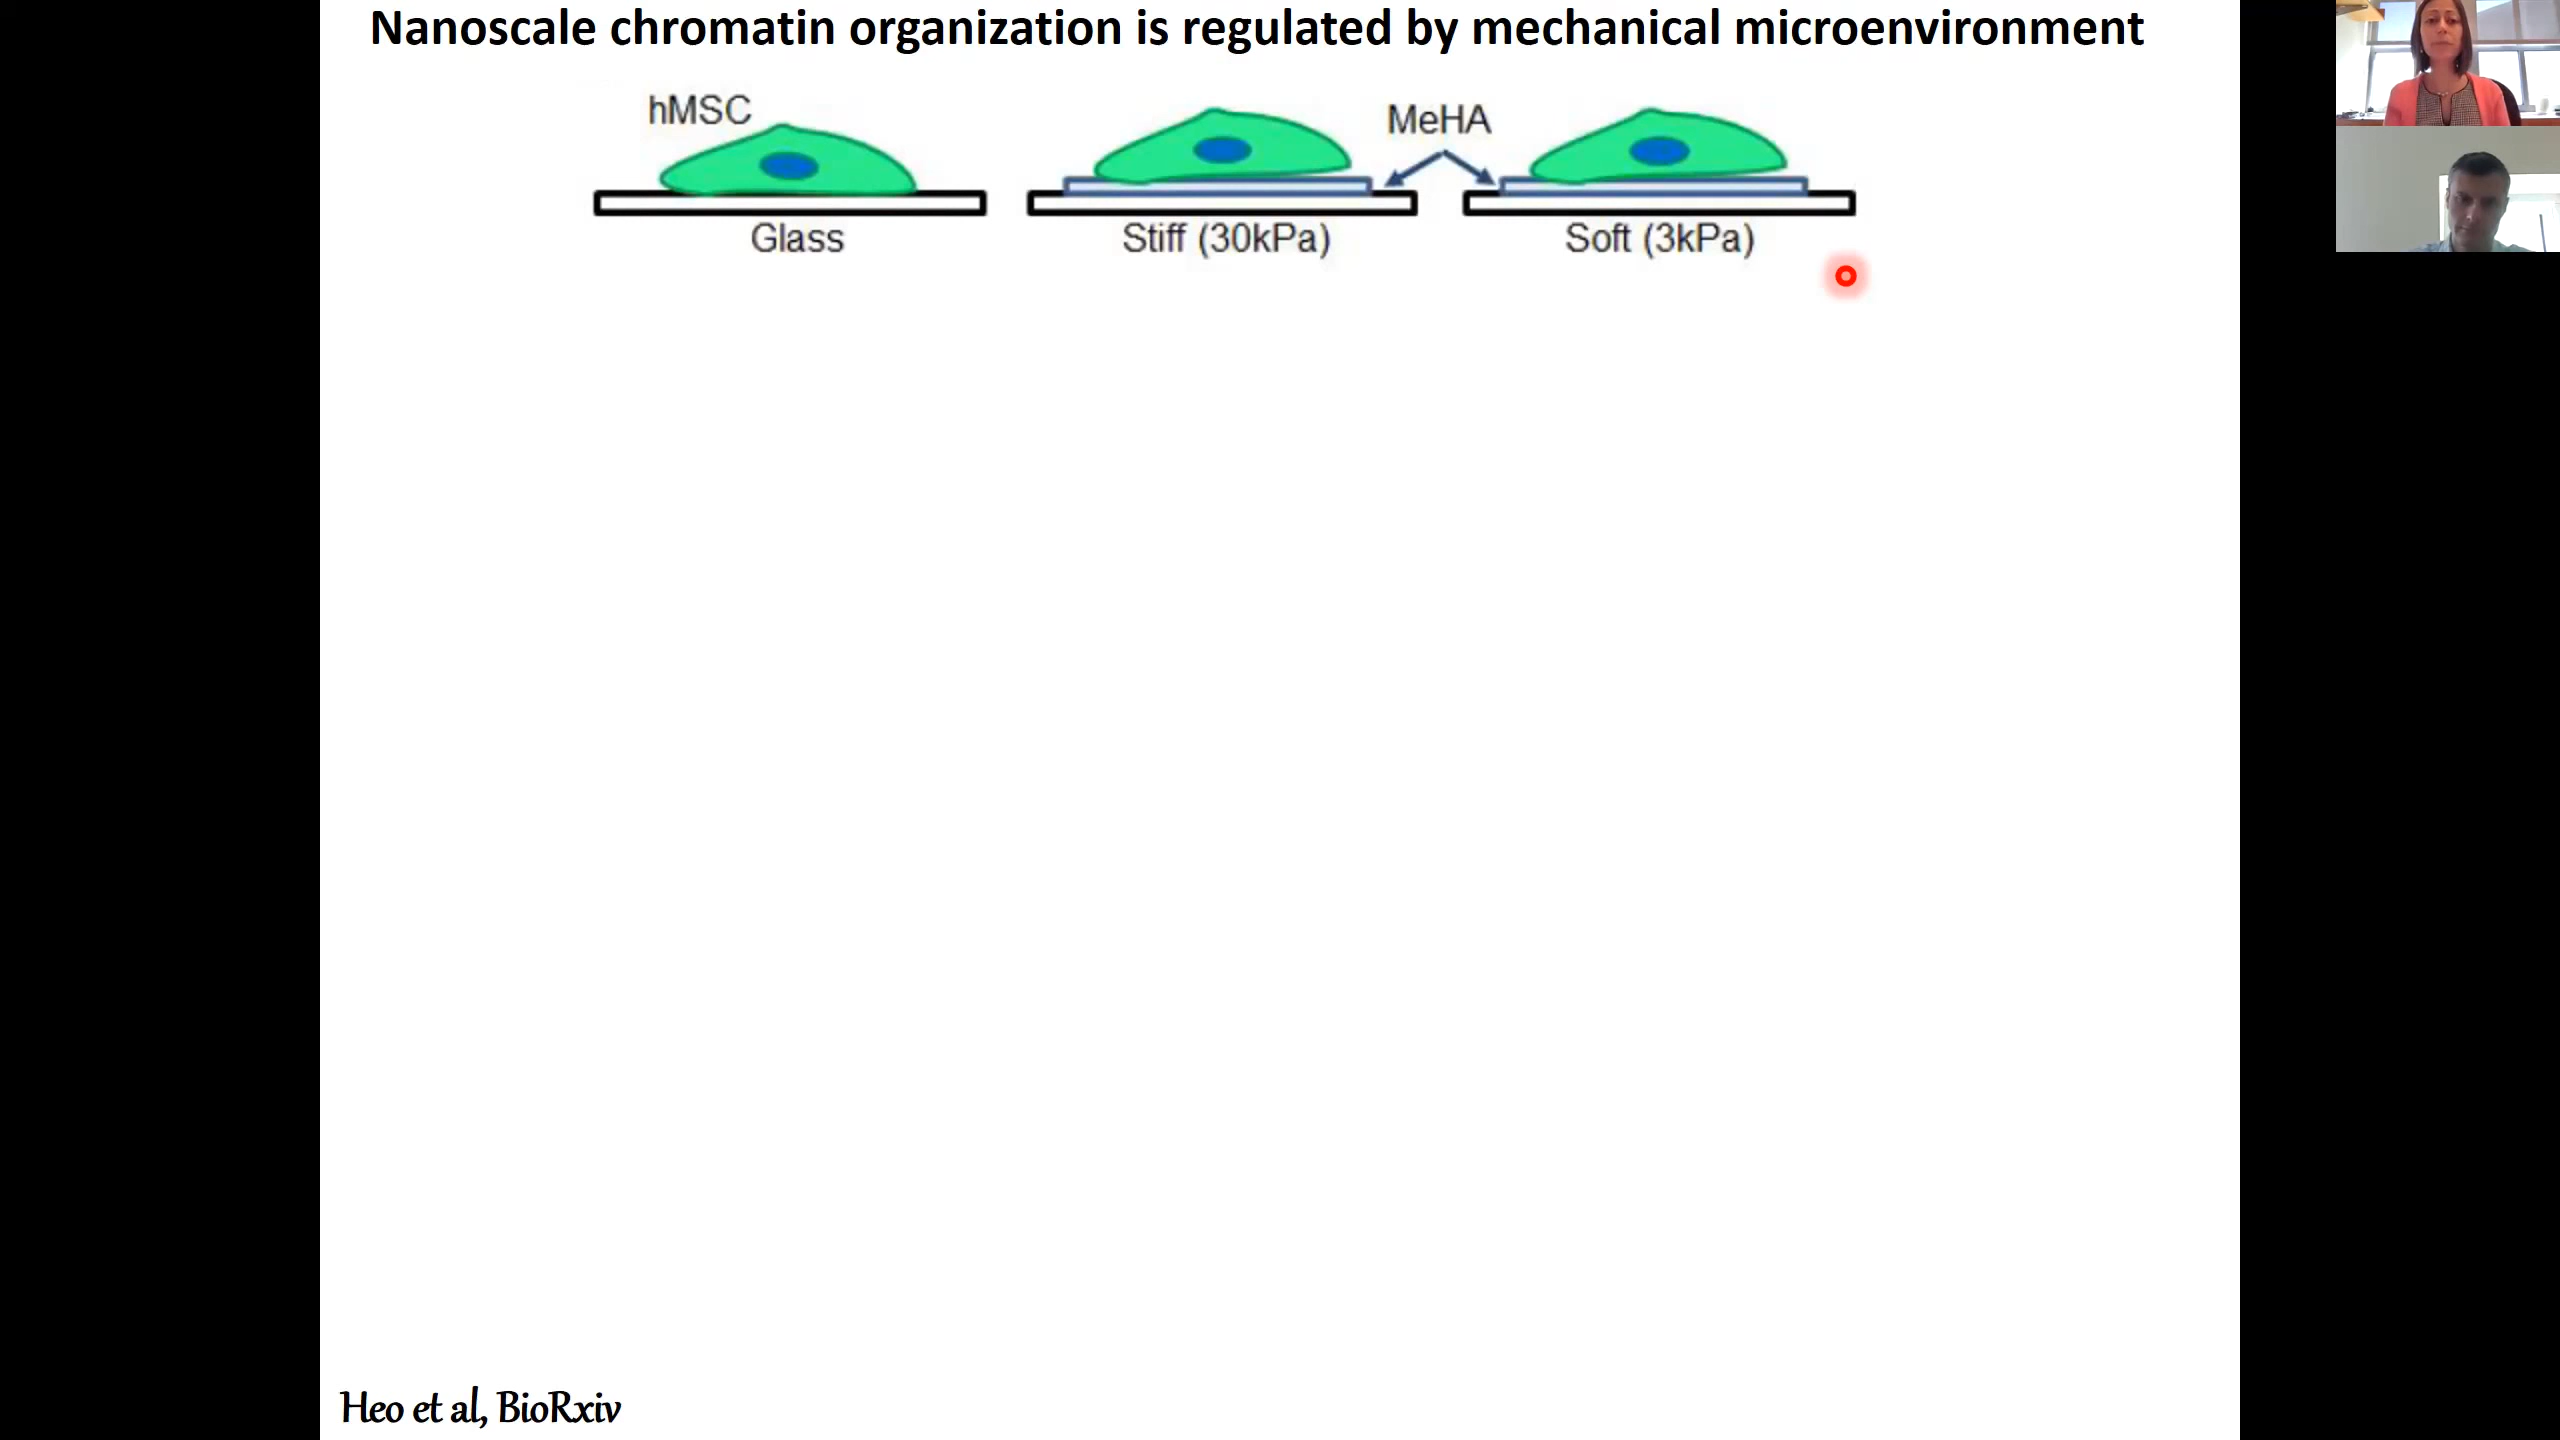 Nanoscale chromatin organization is regulated by mechanical microenvironment
hMSC
MeHA
Glass
Stiff (30kPa)
Soft (3kPa)
Heo et al, BioRxiv